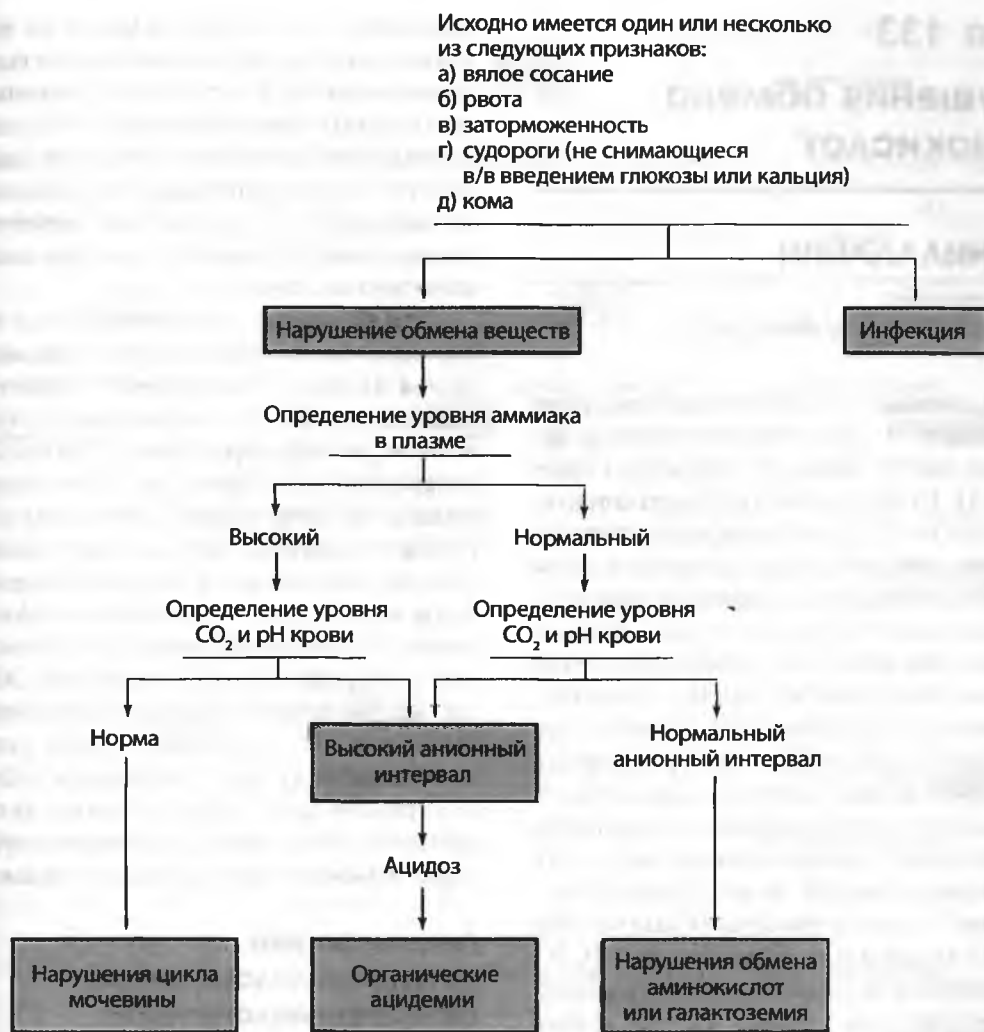 Исходно имеется один или несколько
из следующих признаков:
а) вялое сосание
б) рвота
в) заторможенность
г) судороги (не снимающиеся
в/в введением глюкозы или кальция)
д) кома
Нарушение обмена веществ
Инфекция
Определение уровня аммиака
в плазме
Высокий
Нормальный
Определение уровня
CO₂ и pH крови
Определение уровня
CO₂ и pH крови
Норма
Высокий анионный
интервал
Нормальный
анионный интервал
Ацидоз
Нарушения цикла
мочевины
Органические
ацидемии
Нарушения обмена
аминокислот
или галактоземия